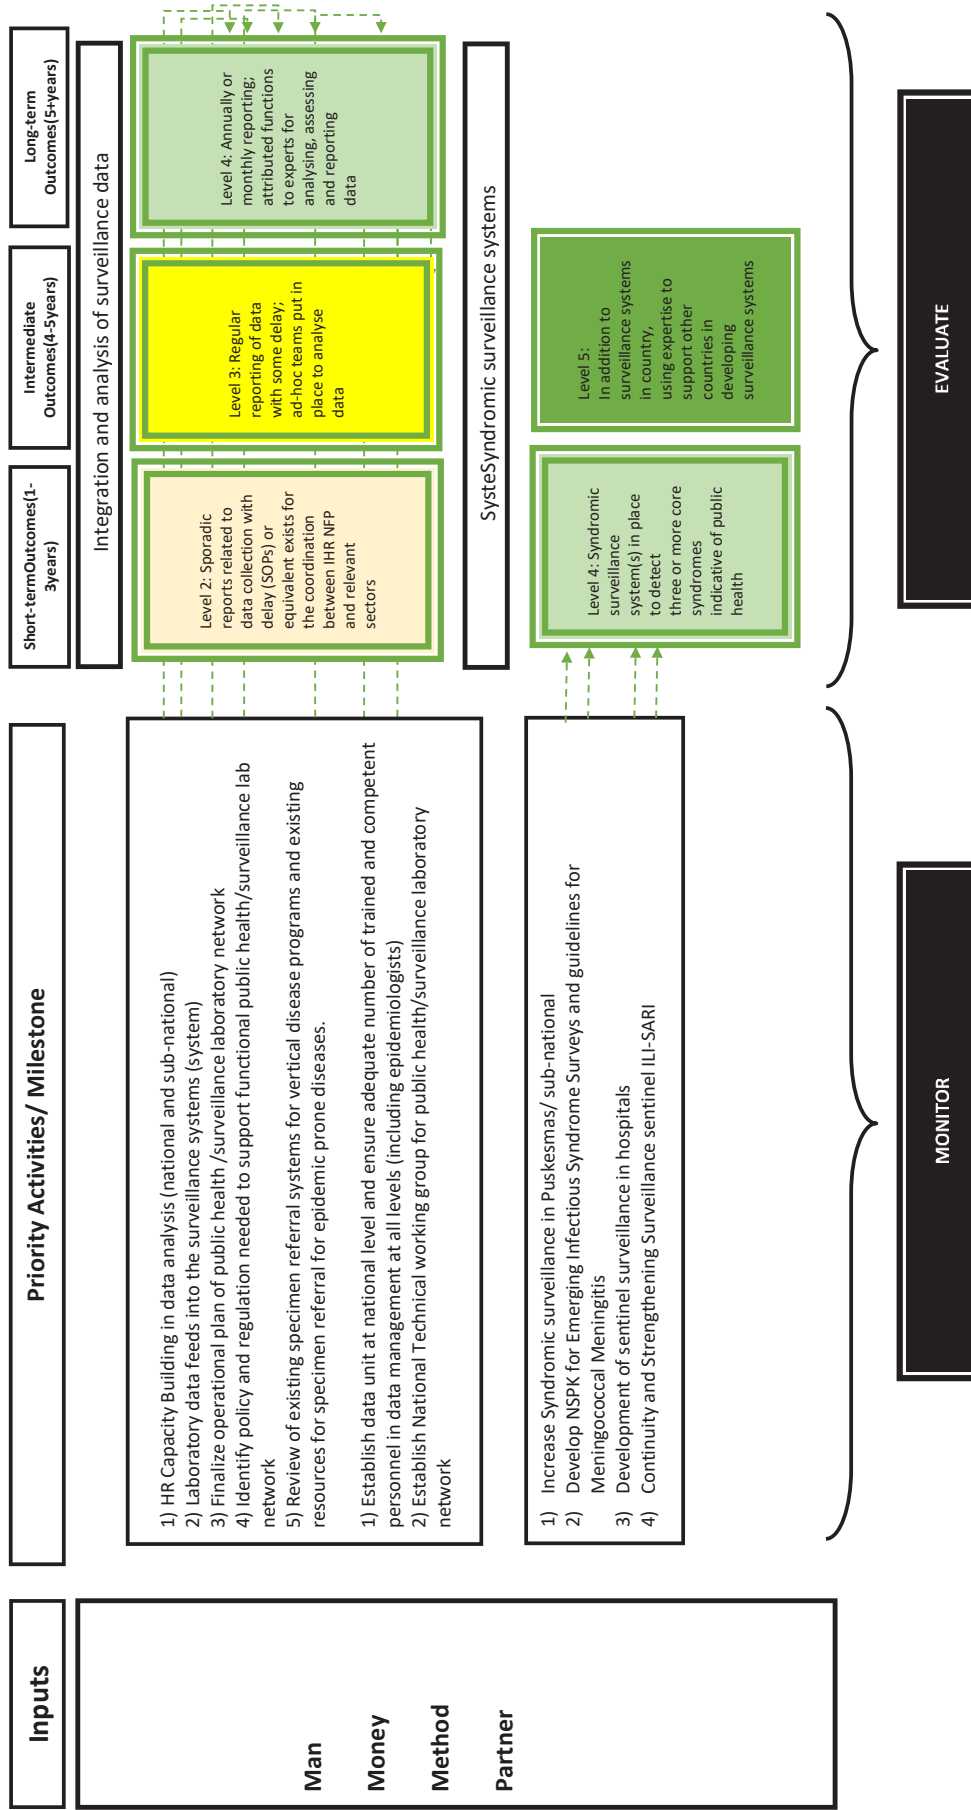 Inputs
Priority Activities/ Milestone
Short-termOutcomes(1-
3years)
Intermediate
Outcomes(4-5years)
Long-term
Outcomes(5+years)
Man
Money
Method
Partner
1) HR Capacity Building in data analysis (national and sub-national)
2) Laboratory data feeds into the surveillance systems (system)
3) Finalize operational plan of public health /surveillance laboratory network
4) Identify policy and regulation needed to support functional public health/surveillance lab
network
5) Review of existing specimen referral systems for vertical disease programs and existing
resources for specimen referral for epidemic prone diseases.
1) Establish data unit at national level and ensure adequate number of trained and competent
personnel in data management at all levels (including epidemiologists)
2) Establish National Technical working group for public health/surveillance laboratory
network
Integration and analysis of surveillance data
Level 2: Sporadic
reports related to
data collection with
delay (SOPs) or
equivalent exists for
the coordination
between IHR NFP
and relevant
sectors
Level 3: Regular
reporting of data
with some delay;
ad-hoc teams put in
place to analyse
data
Level 4: Annually or
monthly reporting;
attributed functions
to experts for
analysing, assessing
and reporting
data
1) Increase Syndromic surveillance in Puskesmas/ sub-national
2) Develop NSPK for Emerging Infectious Syndrome Surveys and guidelines for
Meningococcal Meningitis
3) Development of sentinel surveillance in hospitals
4) Continuity and Strengthening Surveillance sentinel ILI-SARI
SysteSyndromic surveillance systems
Level 4: Syndromic
surveillance
system(s) in place
to detect
three or more core
syndromes
indicative of public
health
Level 5:
In addition to
surveillance systems
in country,
using expertise to
support other
countries in
developing
surveillance systems
MONITOR
EVALUATE